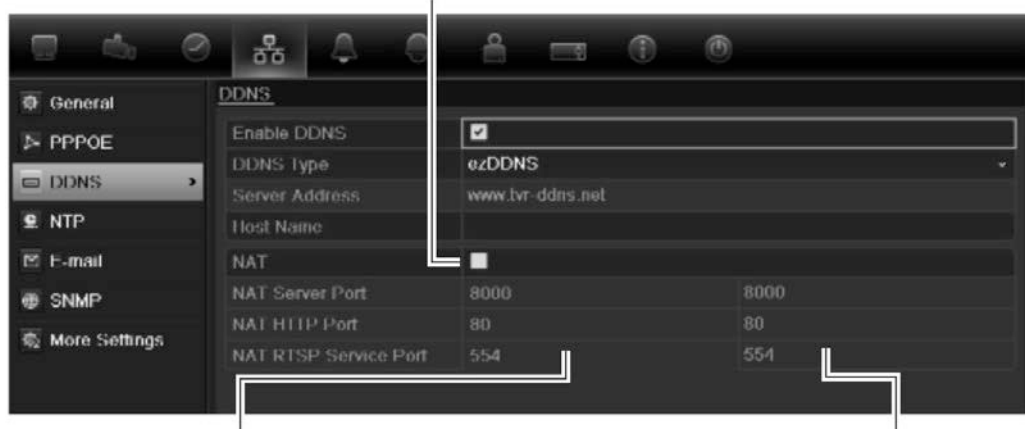 DDNS
General
PPPOE
DDNS
NTP
E-mail
SNMP
More Settings
Enable DDNS
DDNS Type ezDDNS
Server Address www.tvr-ddns.net
Host Name
NAT
NAT Server Port 8000 8000
NAT HTTP Port 80 80
NAT RTSP Service Port 554 554